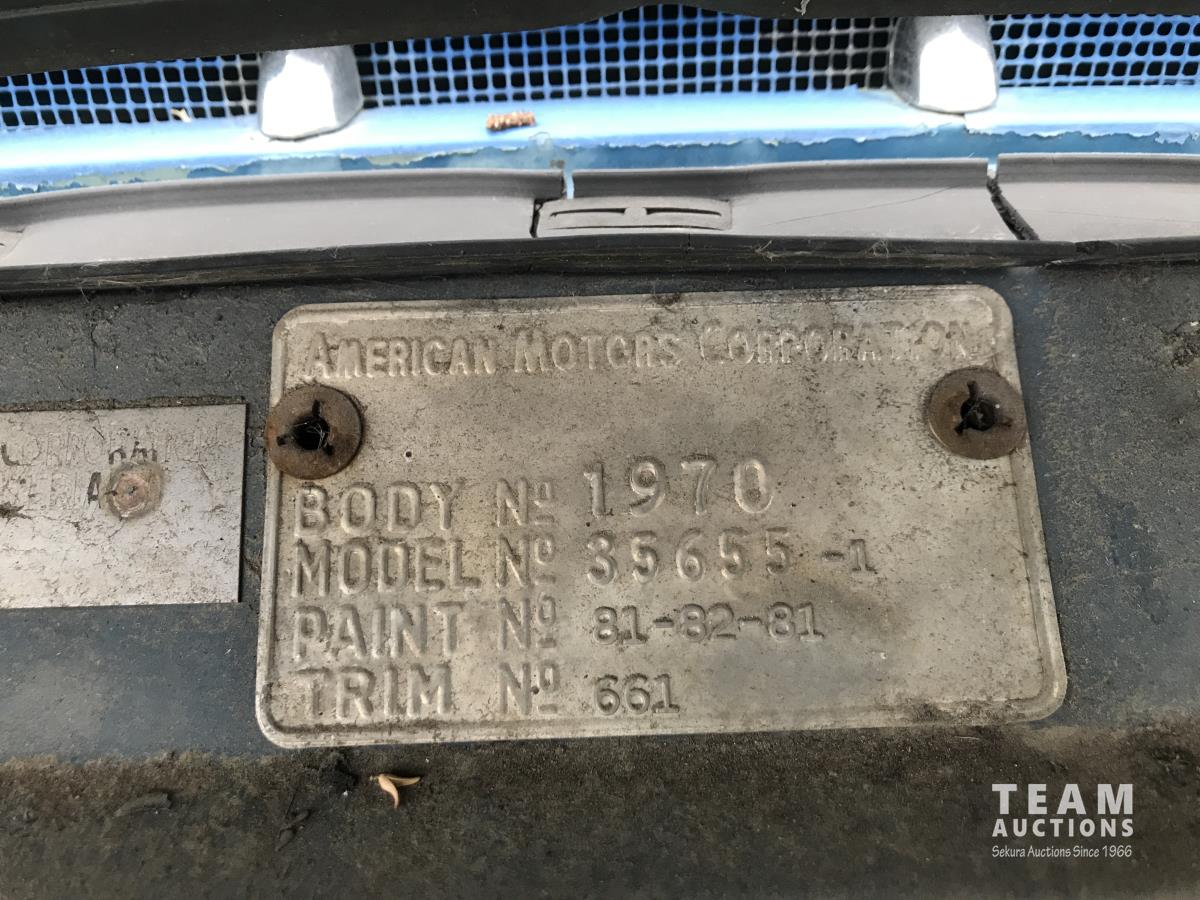 AMERICAN MOTORS CORPORATION
CORPORATION
BODY Nº 1970
MODEL Nº 35655-1
PAINT Nº 81-82-81
TRIM Nº 661
TEAM
AUCTIONS
Sekura Auctions Since 1966